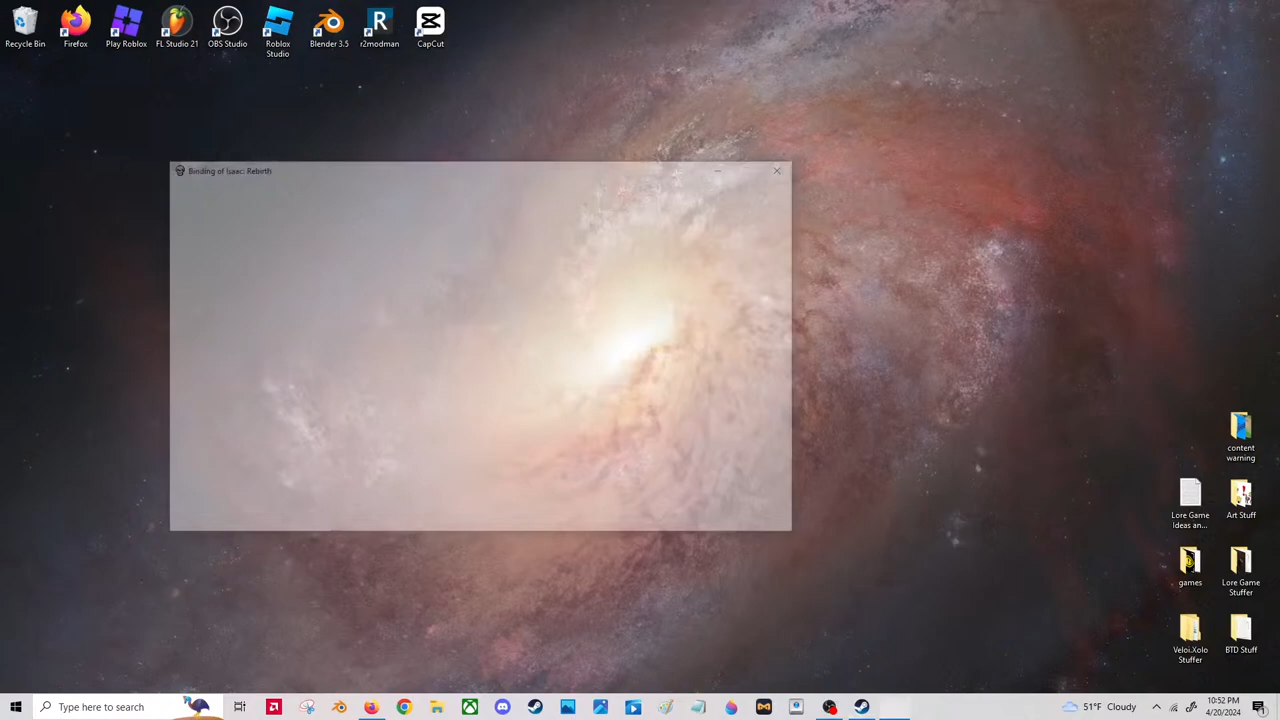 Recycle Bin
Firefox
Play Roblox
FL Studio 21
OBS Studio
Roblox
Studio
Blender 3.5
r2modman
CapCut
Binding of Isaac: Rebirth
content
warning
Lore Game
Ideas an...
Art Stuff
games
Lore Game
Stuffer
Veloi.Xolo
Stuffer
BTD Stuff
Type here to search
51°F Cloudy
10:52 PM
4/20/2024